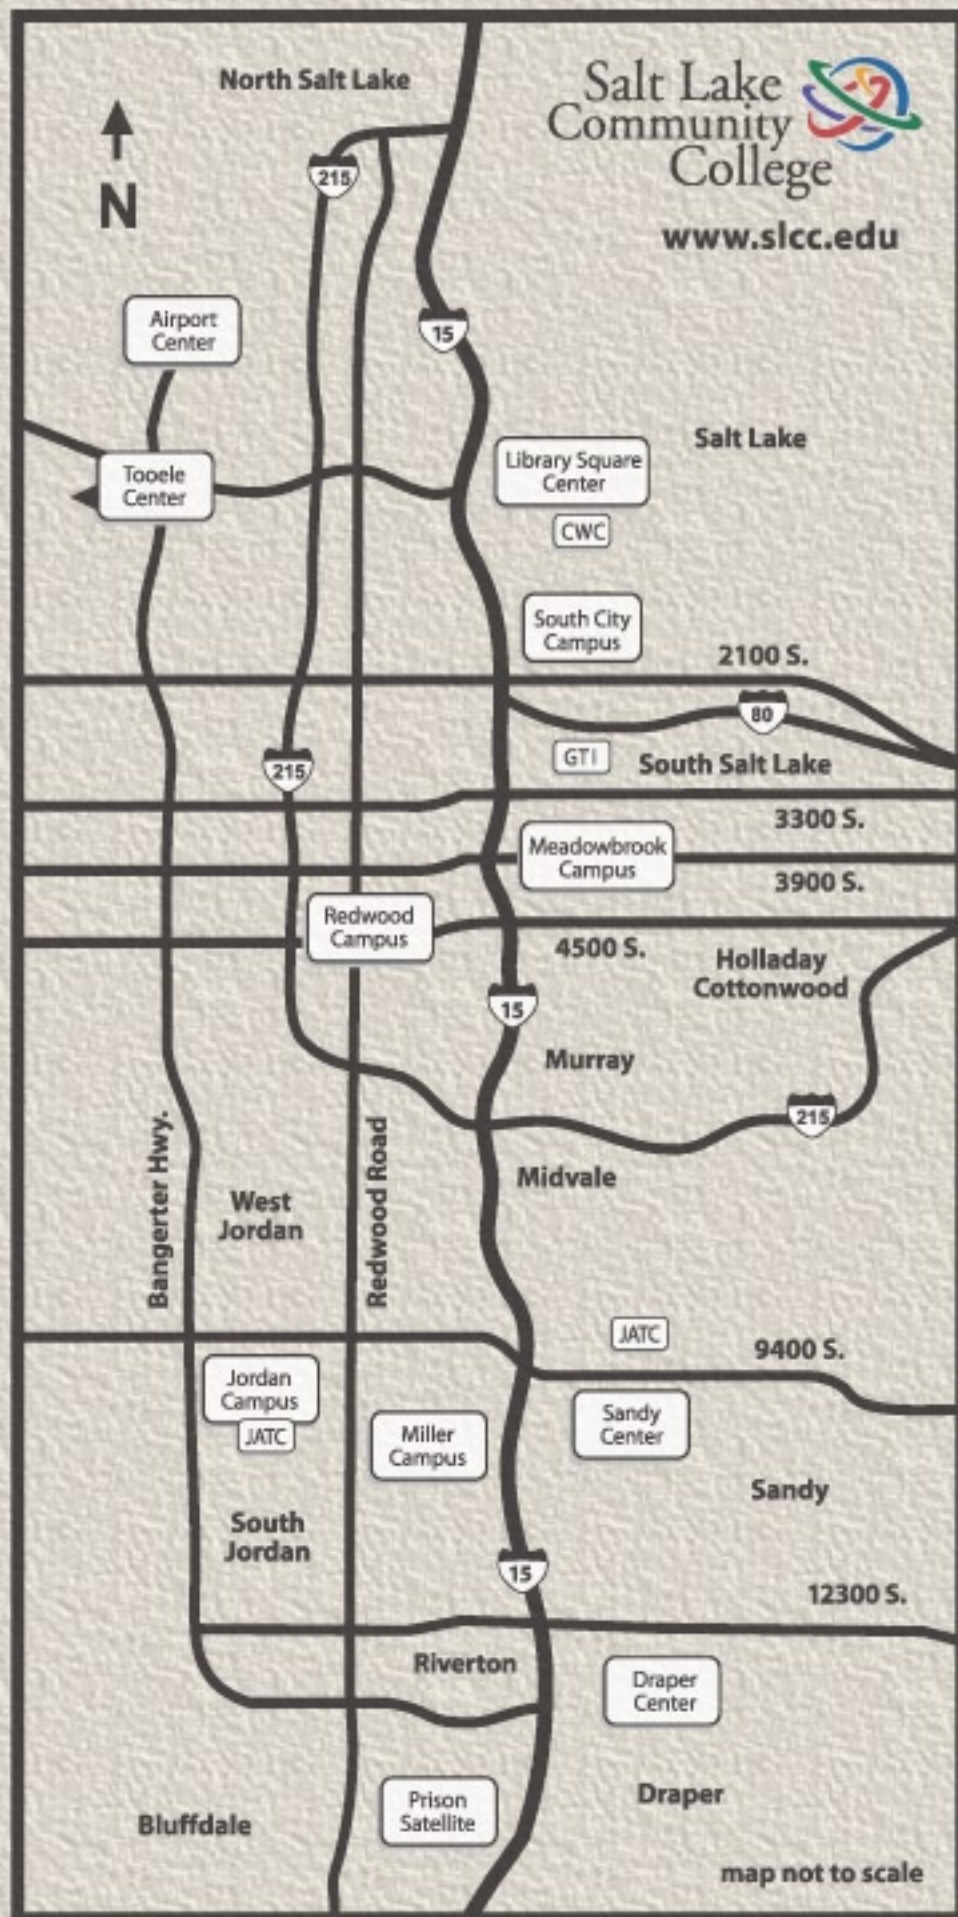 North Salt Lake
Salt Lake
Community
College
www.slcc.edu
N
215
Airport
Center
15
Salt Lake
Tooele
Center
Library Square
Center
CWC
South City
Campus
2100 S.
80
GTI
South Salt Lake
215
3300 S.
Meadowbrook
Campus
3900 S.
Redwood
Campus
4500 S.
Holladay
Cottonwood
15
Murray
215
Bangerter Hwy.
Redwood Road
Midvale
West
Jordan
JATC
9400 S.
Jordan
Campus
JATC
Miller
Campus
Sandy
Center
Sandy
South
Jordan
15
12300 S.
Riverton
Draper
Center
Prison
Satellite
Draper
Bluffdale
map not to scale